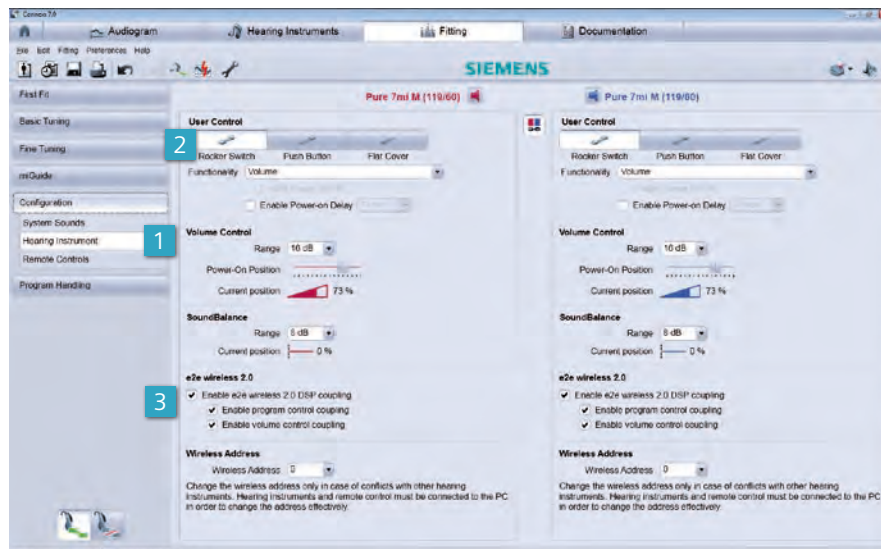 Connexx 7.0
Audiogram
Hearing Instruments
Fitting
Documentation
File Edit Fitting Preferences Help
SIEMENS
First Fit
Basic Tuning
Fine Tuning
miGuide
Configuration
System Sounds
Hearing Instrument
Remote Controls
Program Handling
1
2
3
Pure 7mi M (119/60)
User Control
Rocker Switch Push Button Flat Cover
Functionality Volume
Enable Power-on Delay
Volume Control
Range 16 dB
Power-On Position
Current position 73 %
SoundBalance
Range 8 dB
Current position 0 %
e2e wireless 2.0
Enable e2e wireless 2.0 DSP coupling
Enable program control coupling
Enable volume control coupling
Wireless Address
Wireless Address 0
Change the wireless address only in case of conflicts with other hearing
instruments. Hearing instruments and remote control must be connected to the PC
in order to change the address effectively.
Pure 7mi M (119/60)
User Control
Rocker Switch Push Button Flat Cover
Functionality Volume
Enable Power-on Delay
Volume Control
Range 16 dB
Power-On Position
Current position 73 %
SoundBalance
Range 8 dB
Current position 0 %
e2e wireless 2.0
Enable e2e wireless 2.0 DSP coupling
Enable program control coupling
Enable volume control coupling
Wireless Address
Wireless Address 0
Change the wireless address only in case of conflicts with other hearing
instruments. Hearing instruments and remote control must be connected to the PC
in order to change the address effectively.